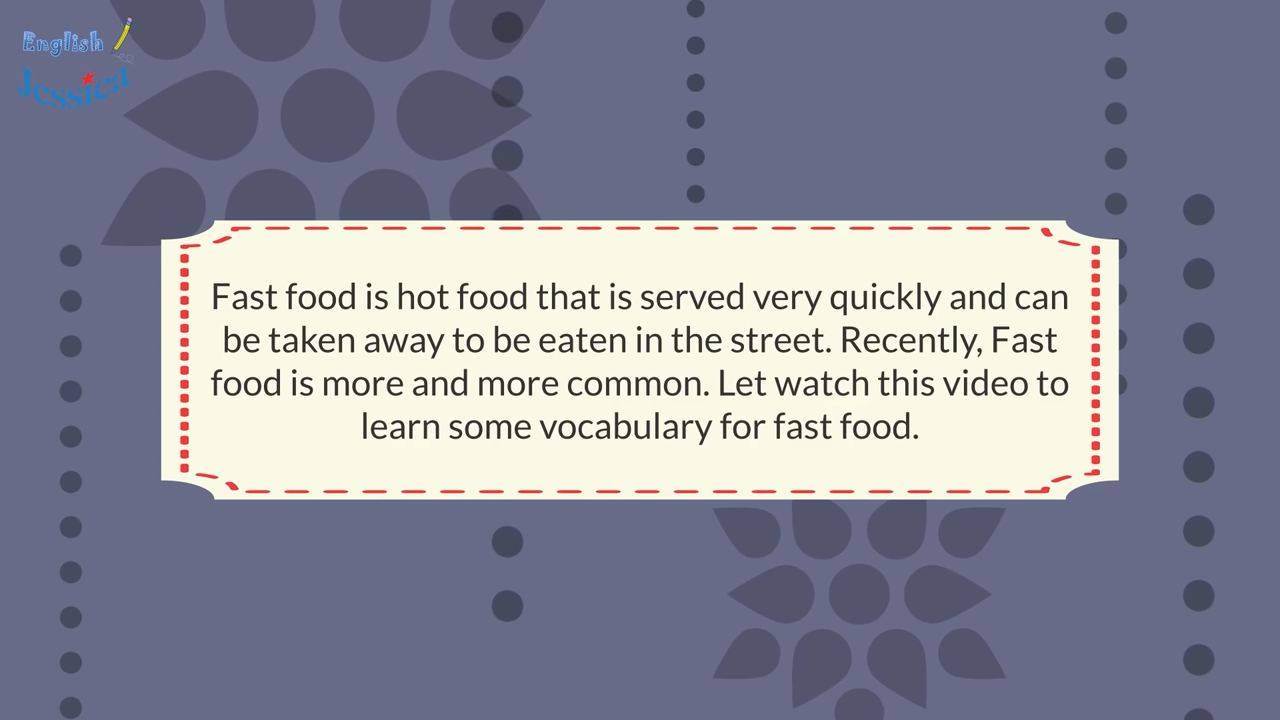 English
Jessica
Fast food is hot food that is served very quickly and can
be taken away to be eaten in the street. Recently, Fast
food is more and more common. Let watch this video to
learn some vocabulary for fast food.